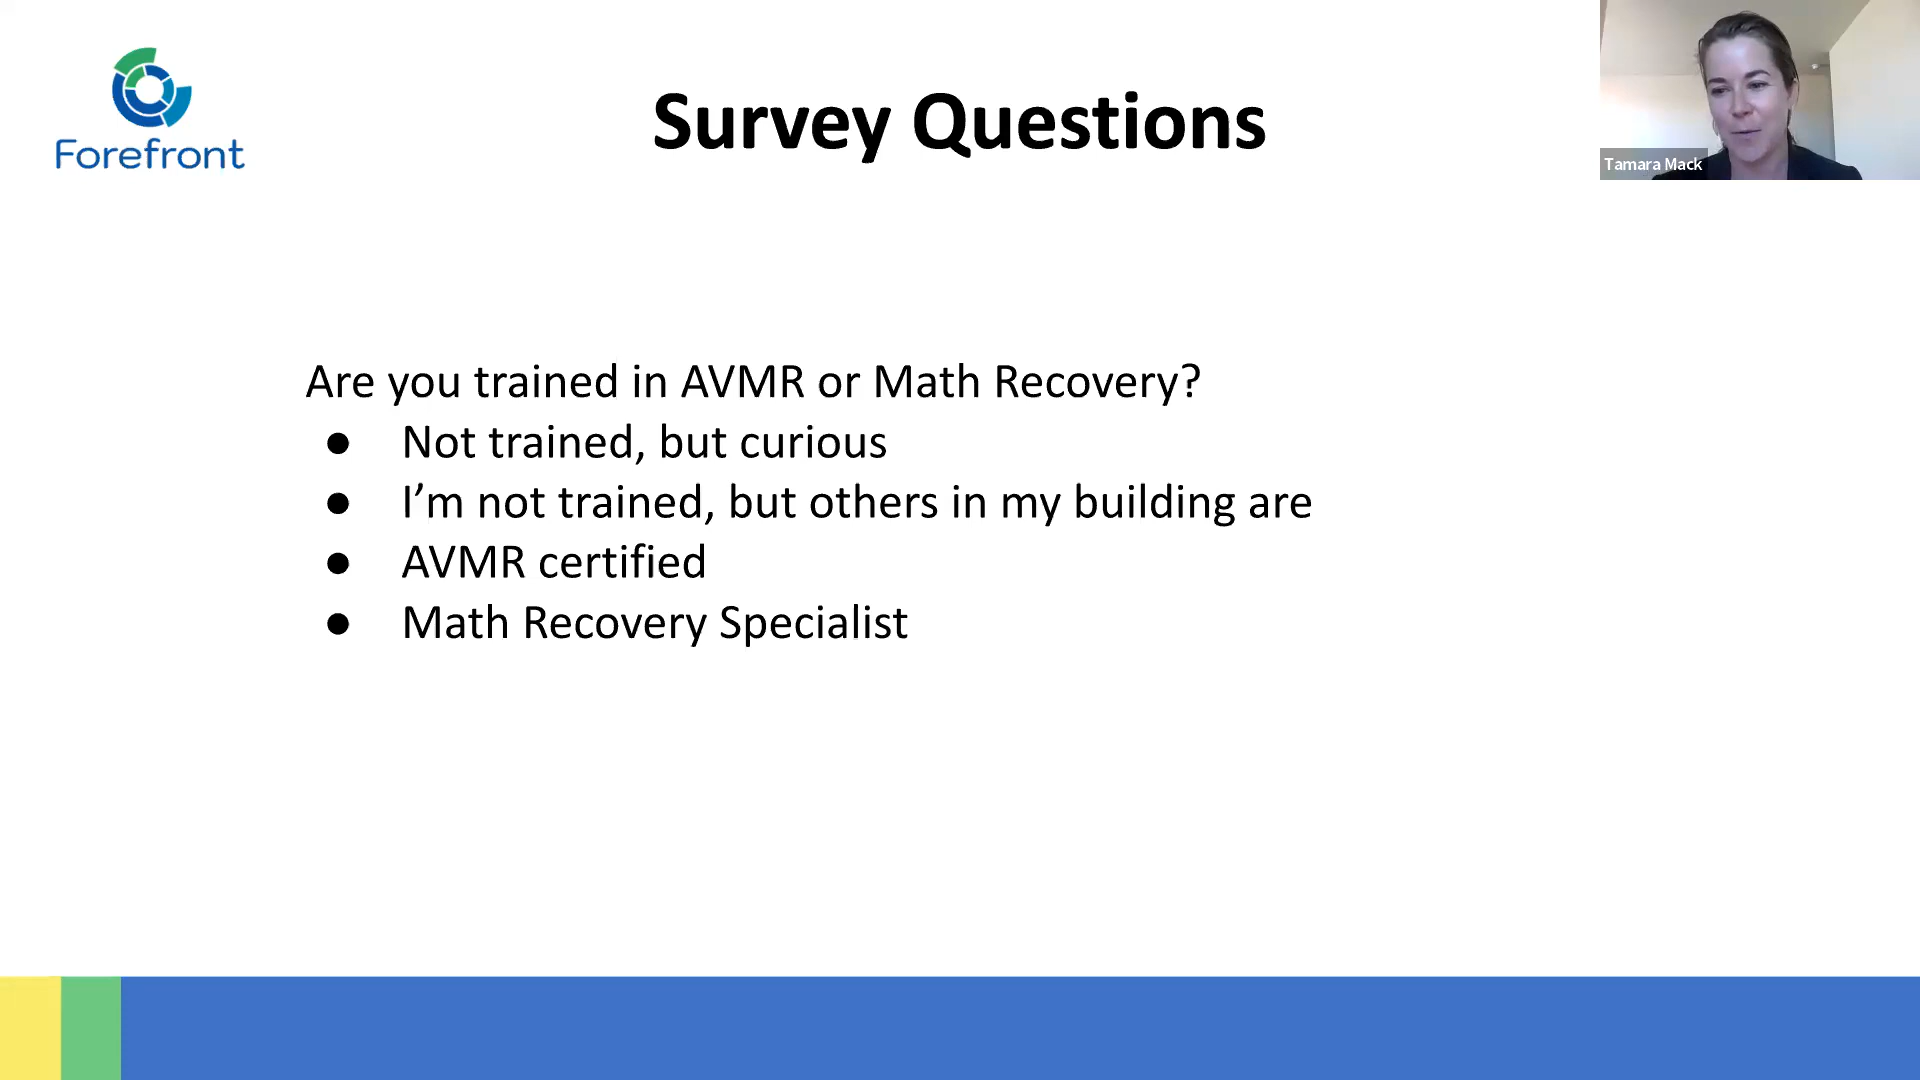 Forefront
Survey Questions
Tamara Mack
Are you trained in AVMR or Math Recovery?
● Not trained, but curious
● I’m not trained, but others in my building are
● AVMR certified
● Math Recovery Specialist